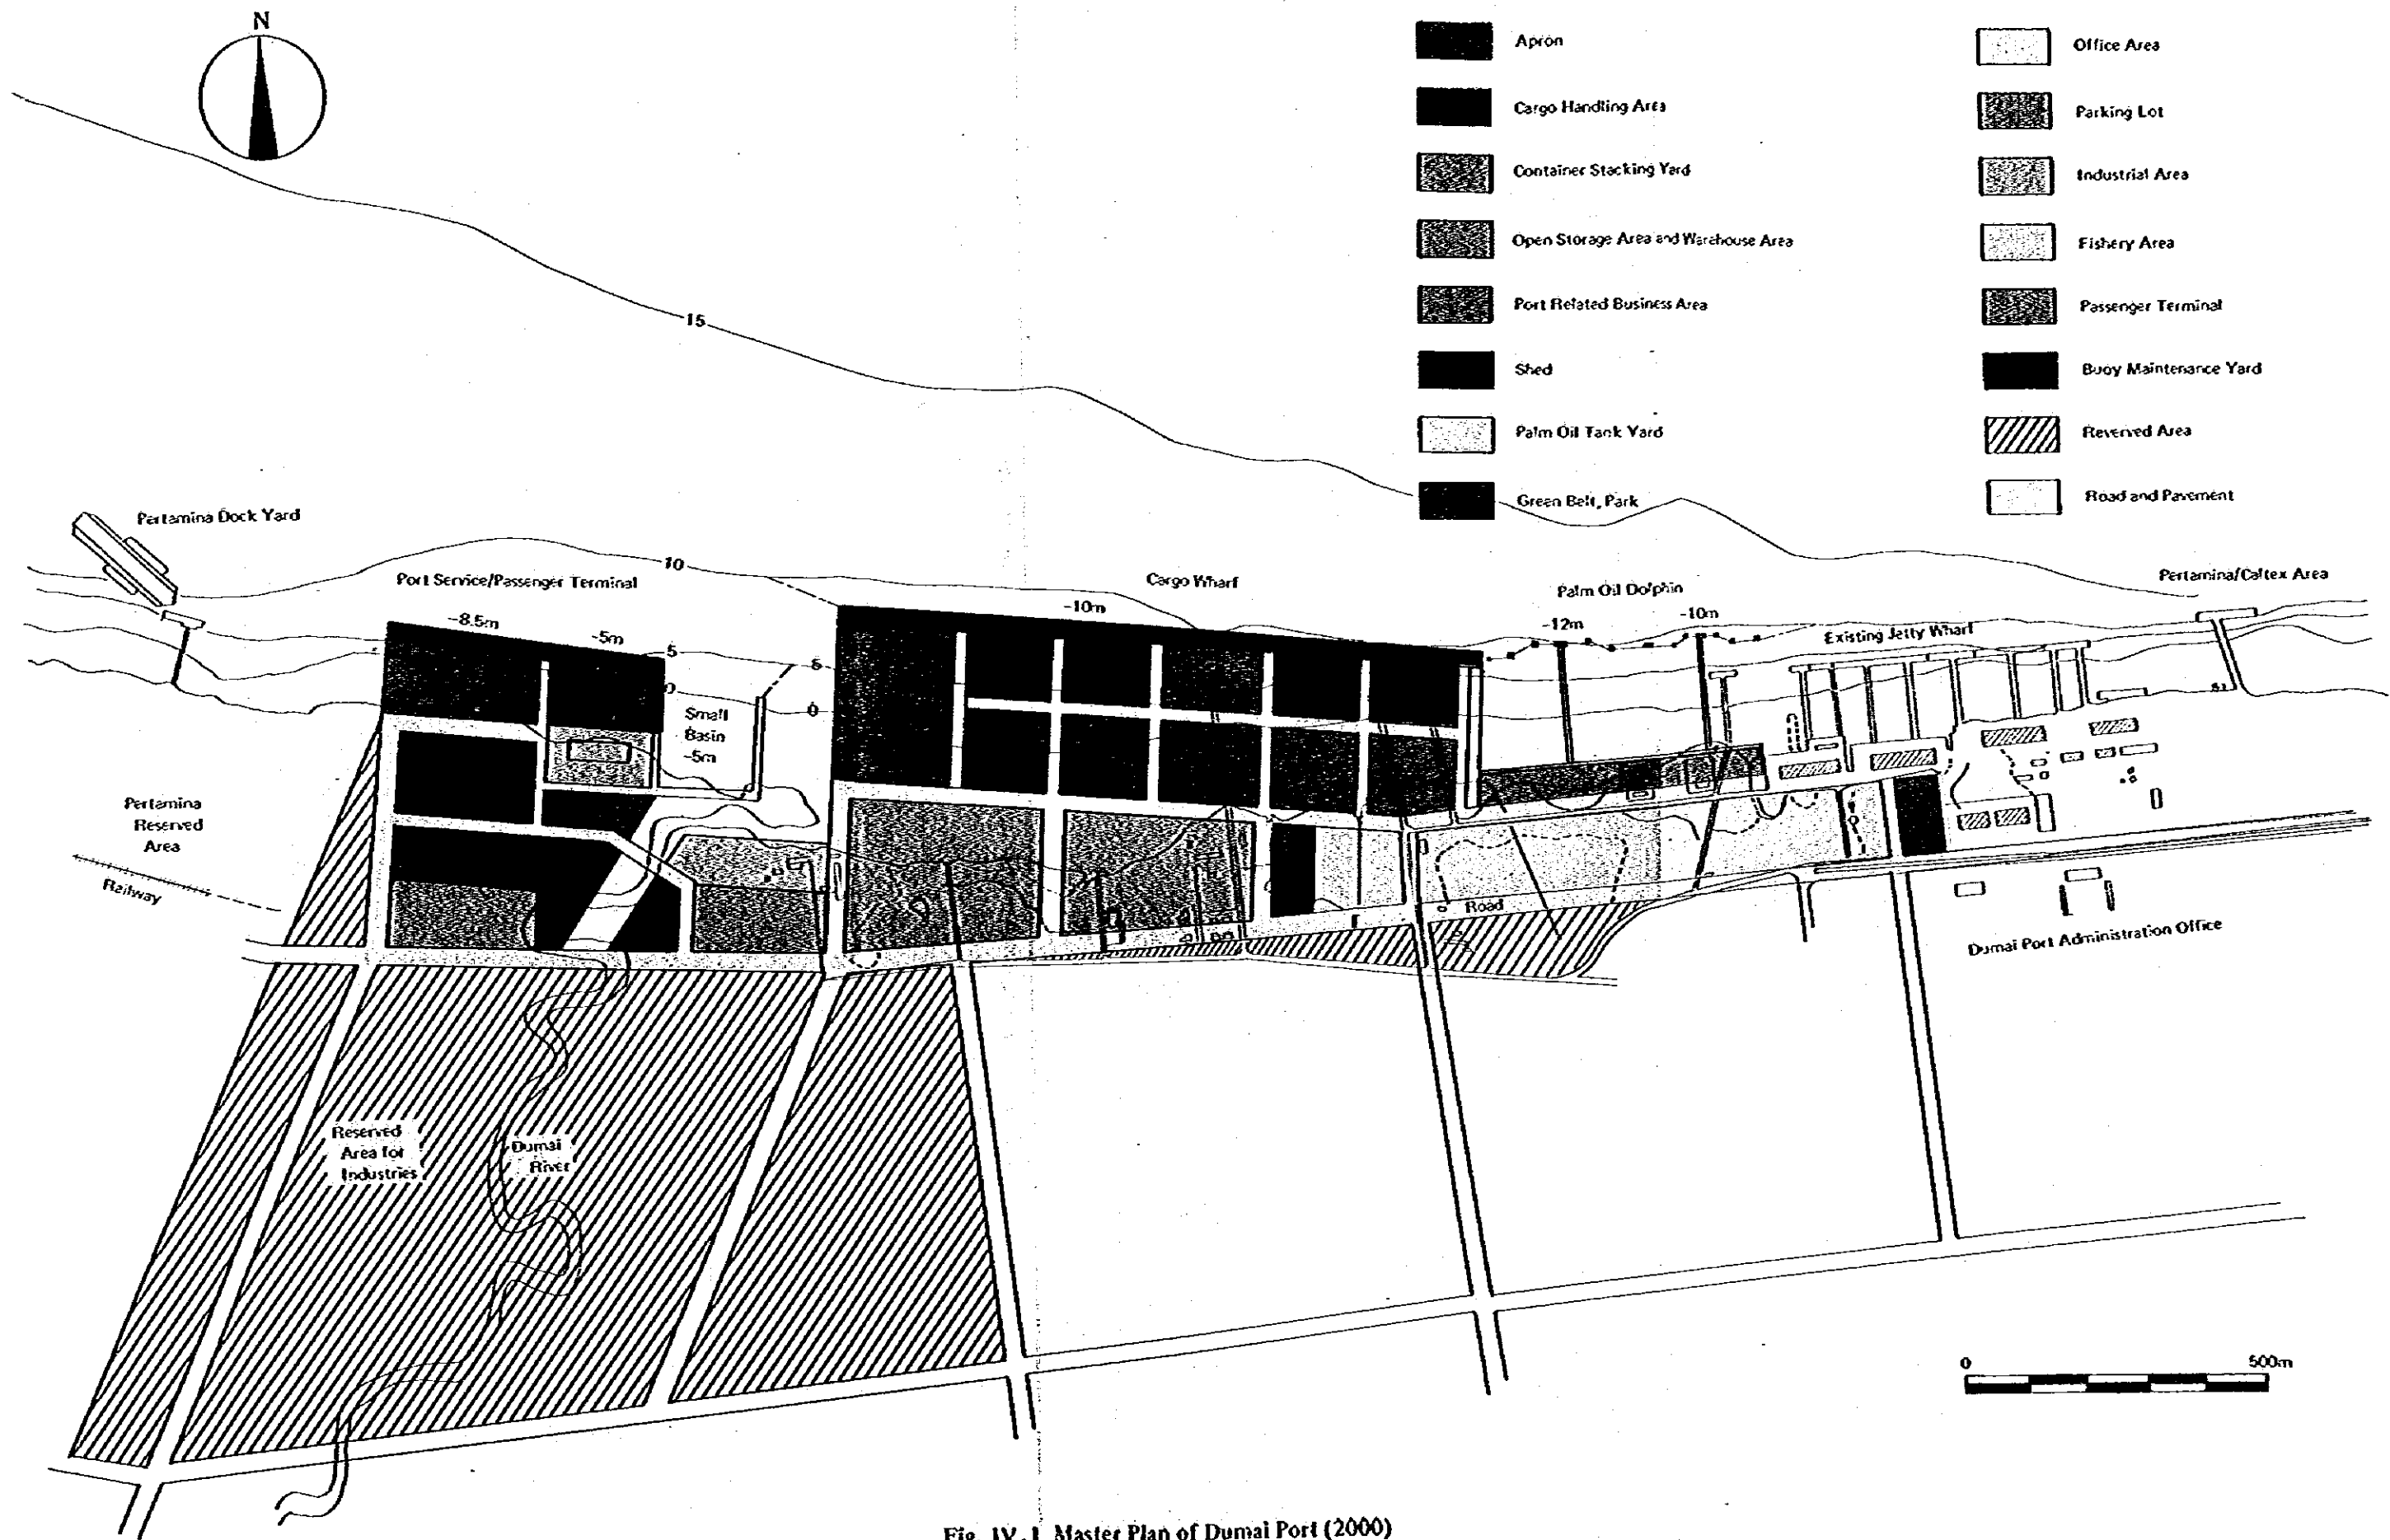 N
Apron
Cargo Handling Area
Container Stacking Yard
Open Storage Area and Warehouse Area
Port Related Business Area
Shed
Palm Oil Tank Yard
Green Belt, Park
Office Area
Parking Lot
Industrial Area
Fishery Area
Passenger Terminal
Buoy Maintenance Yard
Reverved Area
Road and Pavement
15
Pertamina Dock Yard
10
Port Service/Passenger Terminal
-8.5m
-5m
5
0
Small
Basin
-5m
5
0
Cargo Wharf
-10m
Palm Oil Dolphin
-12m
-10m
Existing Jetty Wharf
Pertamina/Caltex Area
Pertamina
Reserved
Area
Railway
Road
Dumai Port Administration Office
Reserved
Area for
Industries
Dumai
River
0
500m
Fig. IV.1 Master Plan of Dumai Port (2000)